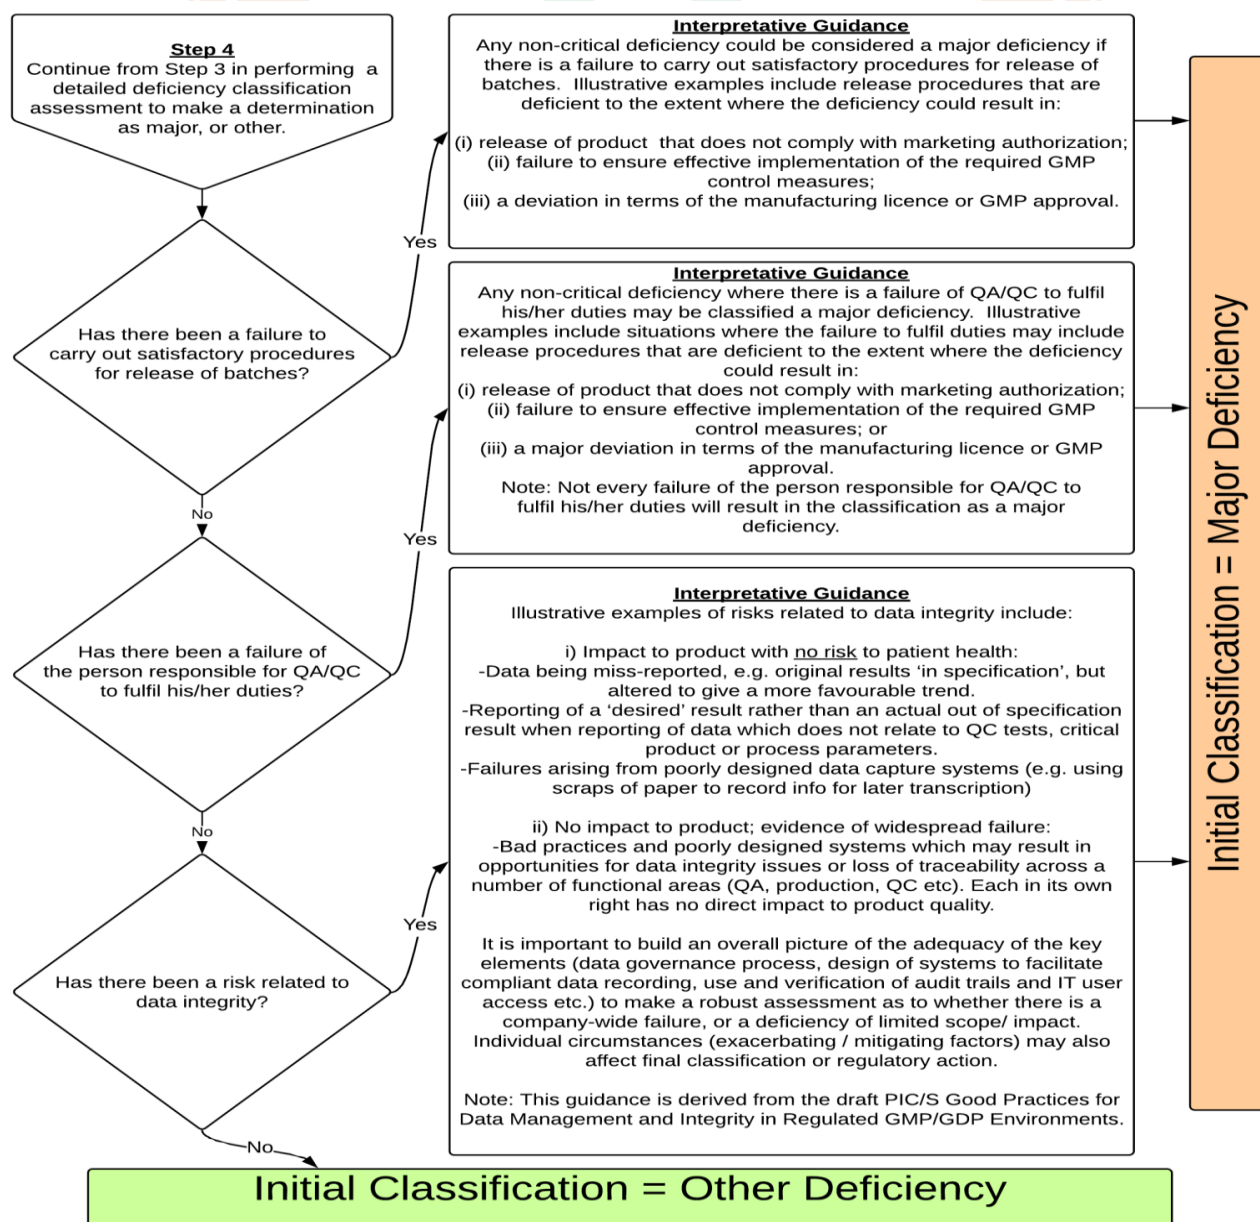 Step 4
Continue from Step 3 in performing a
detailed deficiency classification
assessment to make a determination
as major, or other.
Has there been a failure to
carry out satisfactory procedures
for release of batches?
Yes
No
Has there been a failure of
the person responsible for QA/QC
to fulfil his/her duties?
Yes
No
Has there been a risk related to
data integrity?
Yes
No
Interpretative Guidance
Any non-critical deficiency could be considered a major deficiency if
there is a failure to carry out satisfactory procedures for release of
batches. Illustrative examples include release procedures that are
deficient to the extent where the deficiency could result in:
(i) release of product that does not comply with marketing authorization;
(ii) failure to ensure effective implementation of the required GMP
control measures;
(iii) a deviation in terms of the manufacturing licence or GMP approval.
Interpretative Guidance
Any non-critical deficiency where there is a failure of QA/QC to fulfil
his/her duties may be classified a major deficiency. Illustrative
examples include situations where the failure to fulfil duties may include
release procedures that are deficient to the extent where the deficiency
could result in:
(i) release of product that does not comply with marketing authorization;
(ii) failure to ensure effective implementation of the required GMP
control measures; or
(iii) a major deviation in terms of the manufacturing licence or GMP
approval.
Note: Not every failure of the person responsible for QA/QC to
fulfil his/her duties will result in the classification as a major
deficiency.
Interpretative Guidance
Illustrative examples of risks related to data integrity include:
i) Impact to product with no risk to patient health:
-Data being miss-reported, e.g. original results ‘in specification’, but
altered to give a more favourable trend.
-Reporting of a ‘desired’ result rather than an actual out of specification
result when reporting of data which does not relate to QC tests, critical
product or process parameters.
-Failures arising from poorly designed data capture systems (e.g. using
scraps of paper to record info for later transcription)
ii) No impact to product; evidence of widespread failure:
-Bad practices and poorly designed systems which may result in
opportunities for data integrity issues or loss of traceability across a
number of functional areas (QA, production, QC etc). Each in its own
right has no direct impact to product quality.
It is important to build an overall picture of the adequacy of the key
elements (data governance process, design of systems to facilitate
compliant data recording, use and verification of audit trails and IT user
access etc.) to make a robust assessment as to whether there is a
company-wide failure, or a deficiency of limited scope/ impact.
Individual circumstances (exacerbating / mitigating factors) may also
affect final classification or regulatory action.
Note: This guidance is derived from the draft PIC/S Good Practices for
Data Management and Integrity in Regulated GMP/GDP Environments.
Initial Classification = Major Deficiency
Initial Classification = Other Deficiency